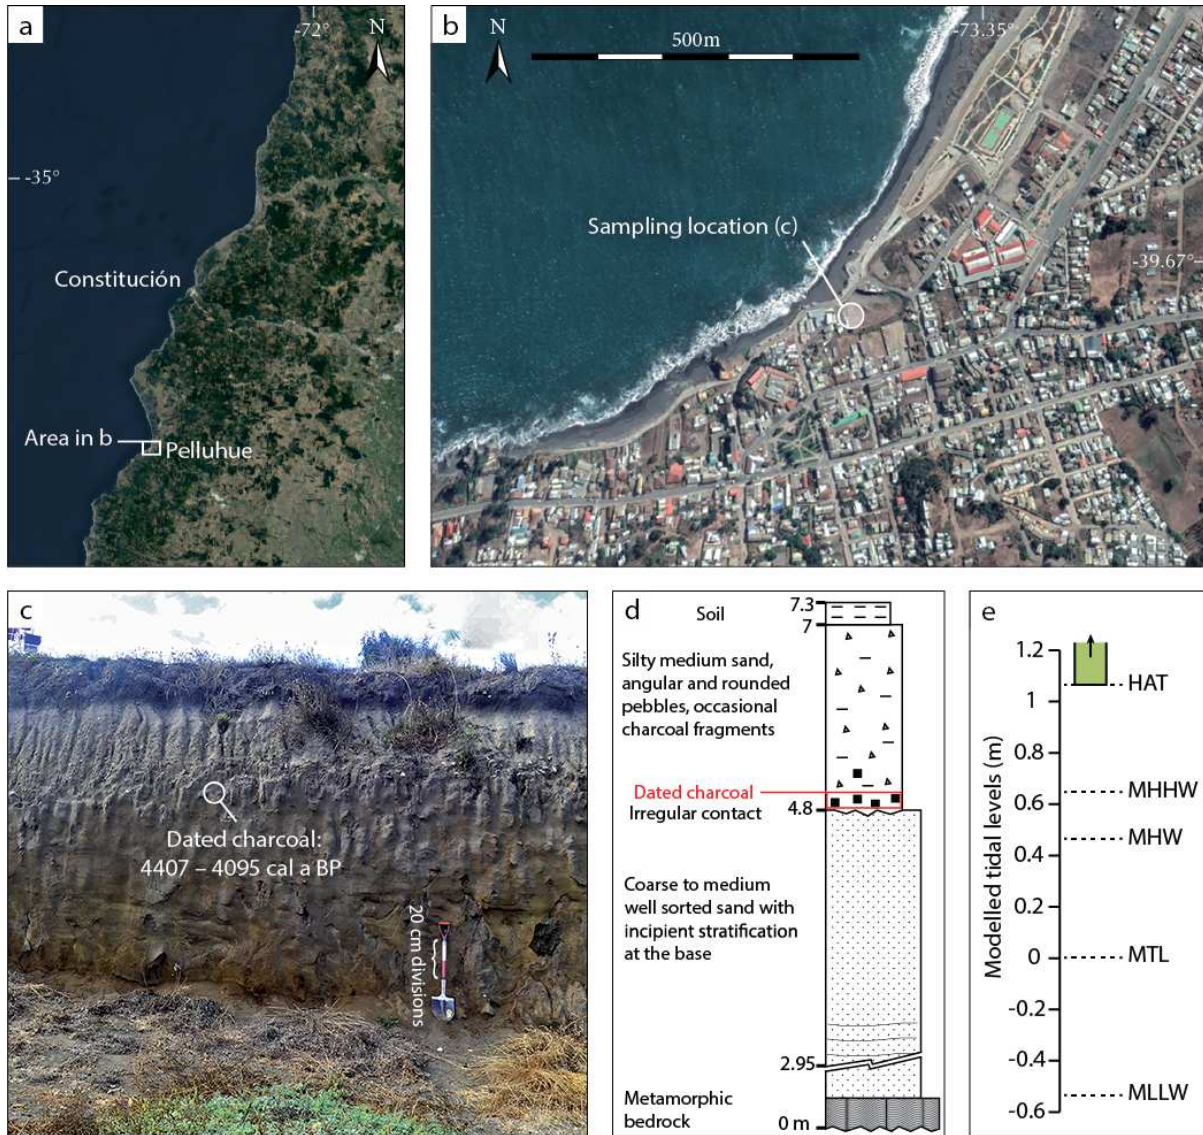 a
-72°
N
-35°
Constitución
Area in b
Pelluhue
b
N
500m
-73.35°
Sampling location (c)
-39.67°
c
Dated charcoal:
4407 – 4095 cal a BP
20 cm divisions
d
Soil
7.3
7
Silty medium sand,
angular and rounded
pebbles, occasional
charcoal fragments
Dated charcoal
Irregular contact
4.8
Coarse to medium
well sorted sand with
incipient stratification
at the base
2.95
Metamorphic
bedrock
0 m
e
Modelled tidal levels (m)
1.2
1
0.8
0.6
0.4
0.2
0
-0.2
-0.4
-0.6
HAT
MHHW
MHW
MTL
MLLW